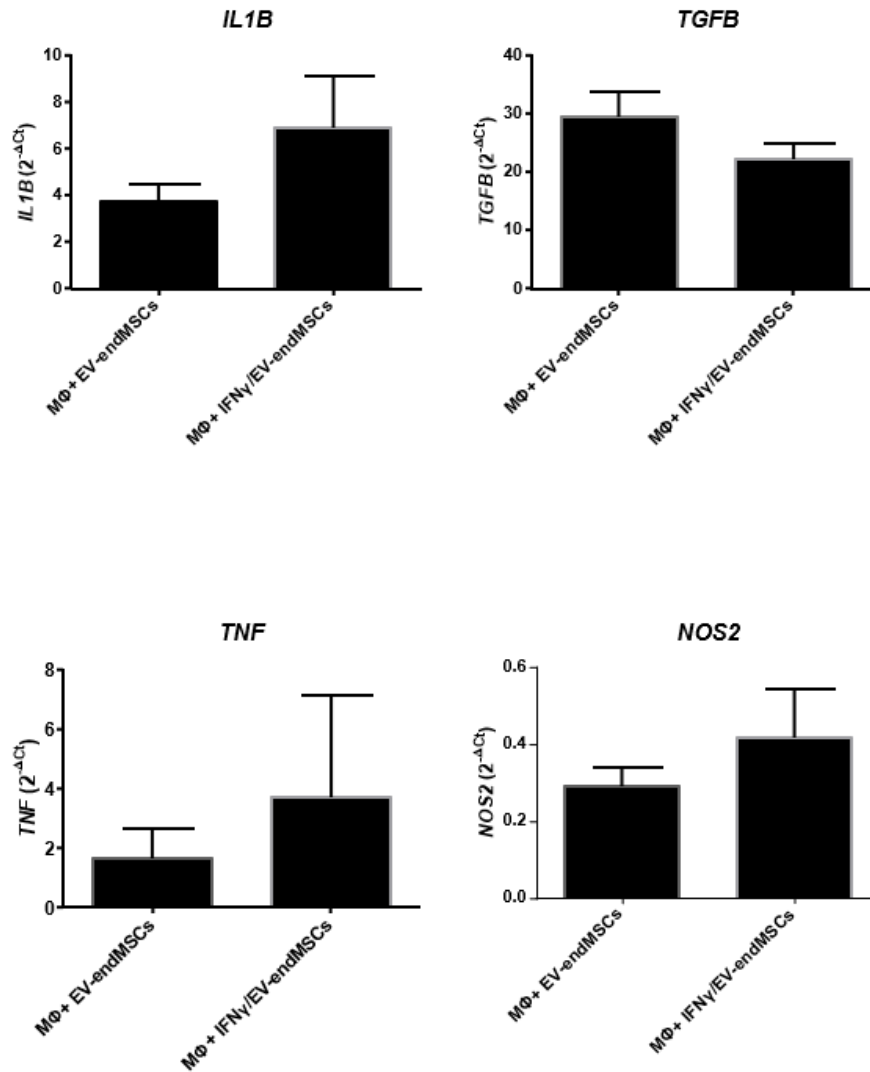 IL1B
IL1B (2-ΔCt)
10
8
6
4
2
0
MΦ+ EV-endMSCs
MΦ+ IFNγ/EV-endMSCs
TGFB
TGFB (2-ΔCt)
40
30
20
10
0
MΦ+ EV-endMSCs
MΦ+ IFNγ/EV-endMSCs
TNF
TNF (2-ΔCt)
8
6
4
2
0
MΦ+ EV-endMSCs
MΦ+ IFNγ/EV-endMSCs
NOS2
NOS2 (2-ΔCt)
0.6
0.4
0.2
0.0
MΦ+ EV-endMSCs
MΦ+ IFNγ/EV-endMSCs